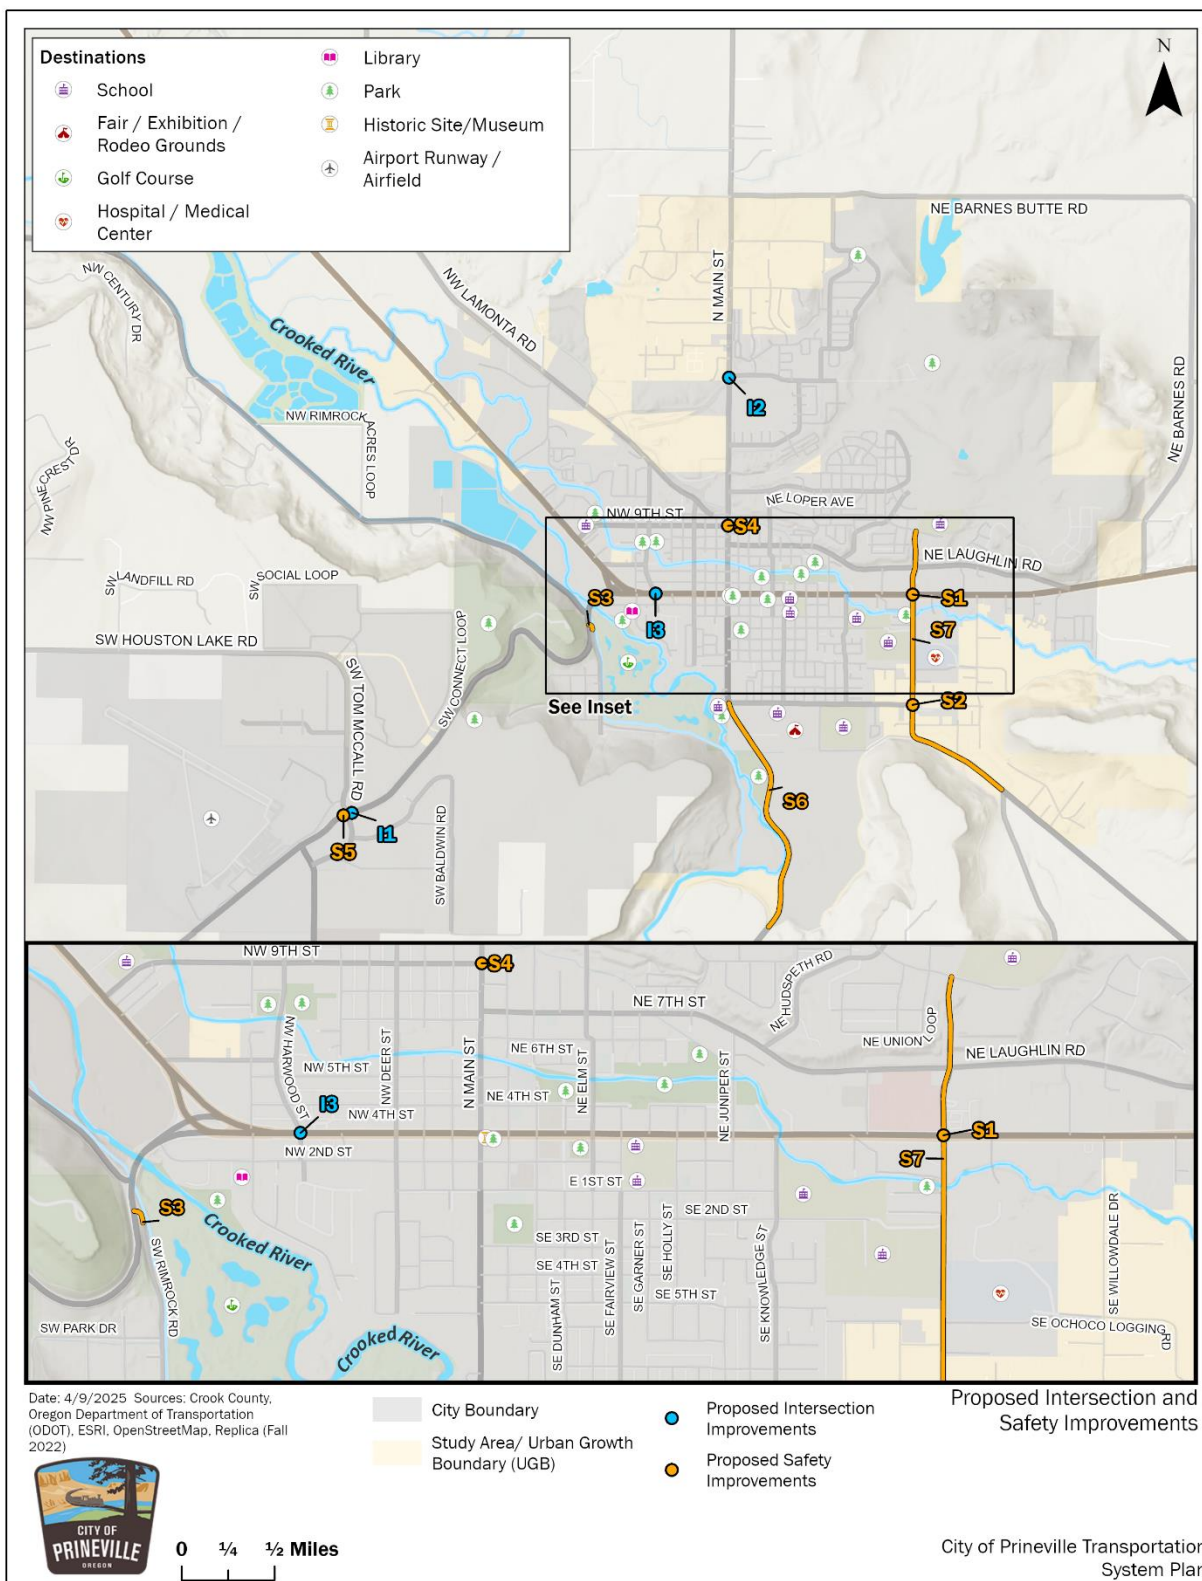 Destinations
School
Fair / Exhibition /
Rodeo Grounds
Golf Course
Hospital / Medical
Center
Library
Park
Historic Site/Museum
Airport Runway /
Airfield
N
NE BARNES BUTTE RD
NW CENTURY DR
NW LAMONTA RD
N MAIN ST
Crooked River
NE BARNES RD
I2
NW RIMROCK
ACRES LOOP
NW PINECREST DR
NE LOPER AVE
NW 9TH ST
S4
NE LAUGHLIN RD
SW LANDFILL RD
SW SOCIAL LOOP
S3
S1
I3
S7
SW HOUSTON LAKE RD
SW CONNECT LOOP
SW TOM MCCALL RD
See Inset
S2
S6
I1
S5
SW BALDWIN RD
NW 9TH ST
S4
NE HUDSPETH RD
NE 7TH ST
NE UNION
LOOP
NE LAUGHLIN RD
NW HARWOOD ST
NW DEER ST
N MAIN ST
NE 6TH ST
NE ELM ST
NE JUNIPER ST
NW 5TH ST
NE 4TH ST
I3
NW 4TH ST
S1
NW 2ND ST
S7
E 1ST ST
S3
Crooked River
SE 2ND ST
SE 3RD ST
SE 4TH ST
SE 5TH ST
SE DUNHAM ST
SE FAIRVIEW ST
SE GARNER ST
SE HOLLY ST
SE KNOWLEDGE ST
SE WILLOWDALE DR
SW RIMROCK RD
SW PARK DR
Crooked River
SE OCHOCO LOGGING
RD
Date: 4/9/2025 Sources: Crook County,
Oregon Department of Transportation
(ODOT), ESRI, OpenStreetMap, Replica (Fall
2022)
City Boundary
Study Area/ Urban Growth
Boundary (UGB)
Proposed Intersection
Improvements
Proposed Safety
Improvements
Proposed Intersection and
Safety Improvements
CITY OF
PRINEVILLE
OREGON
0 ¼ ½ Miles
City of Prineville Transportation
System Plan